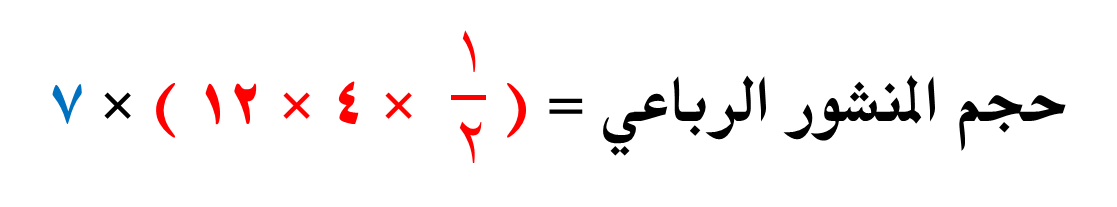 حجم المنشور الرباعي = ( ١/٢ × ٤ × ١٢ ) × ٧